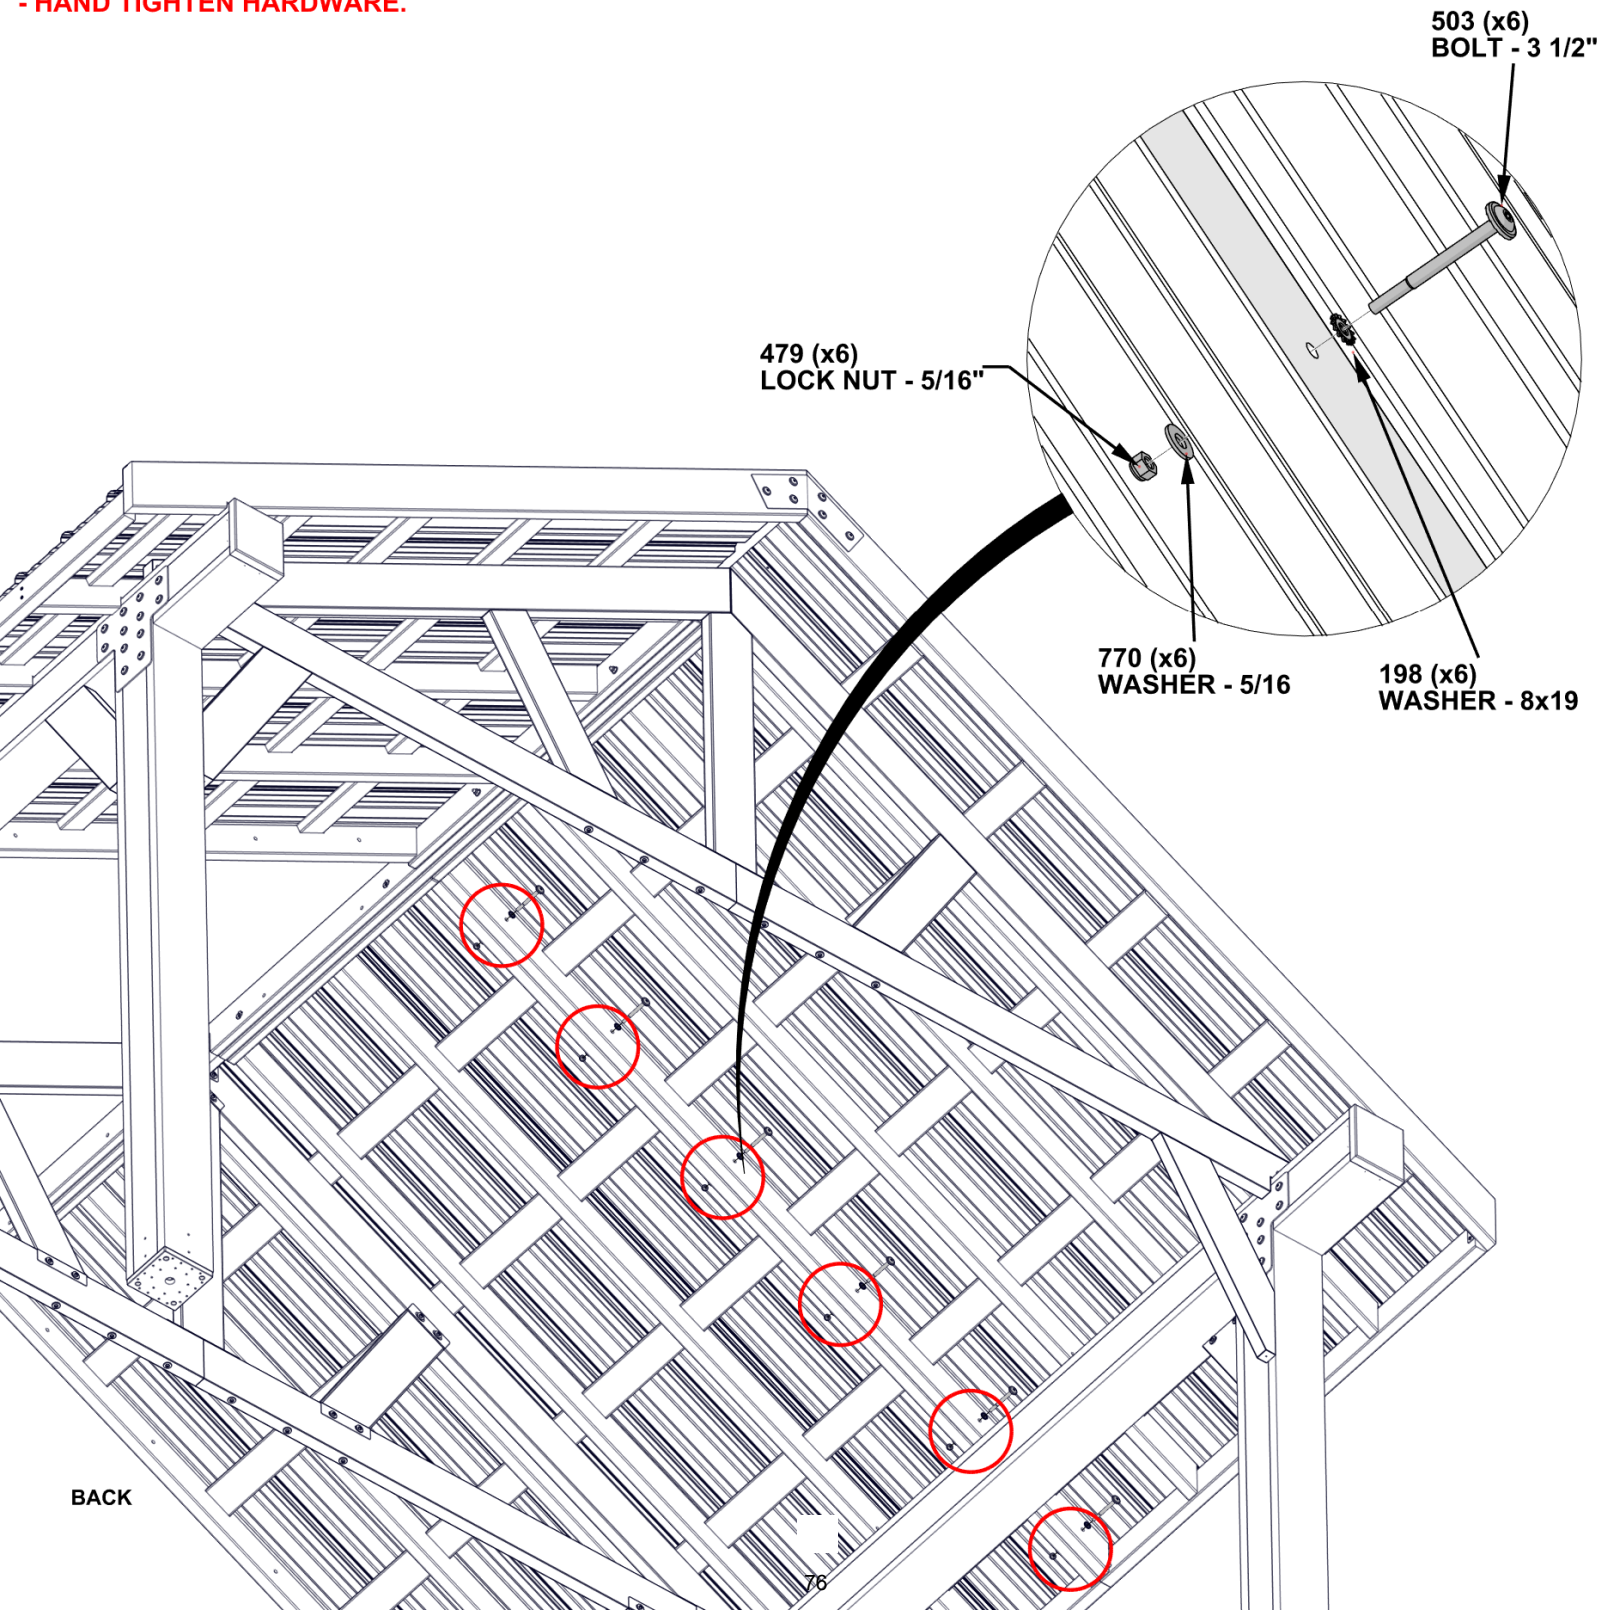 - HAND TIGHTEN HARDWARE.
503 (x6)
BOLT - 3 1/2"
479 (x6)
LOCK NUT - 5/16"
770 (x6)
WASHER - 5/16
198 (x6)
WASHER - 8x19
BACK
76